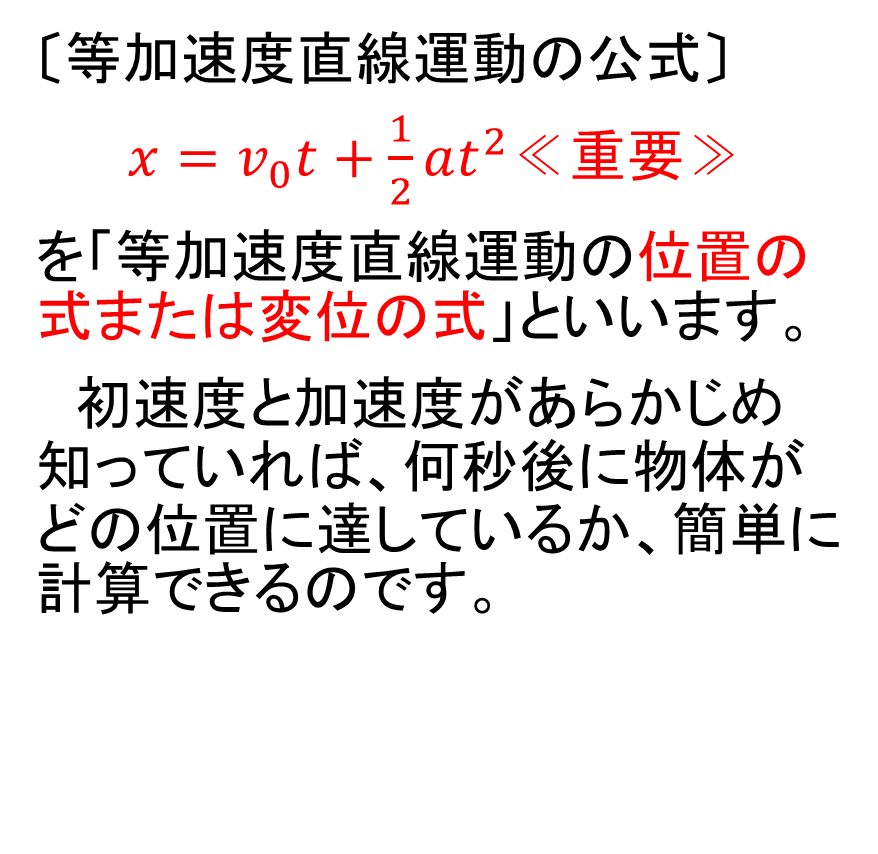 〔等加速度直線運動の公式〕
x = v₀t + ½at²≪重要≫
を「等加速度直線運動の位置の
式または変位の式」といいます。
初速度と加速度があらかじめ
知っていれば、何秒後に物体が
どの位置に達しているか、簡単に
計算できるのです。